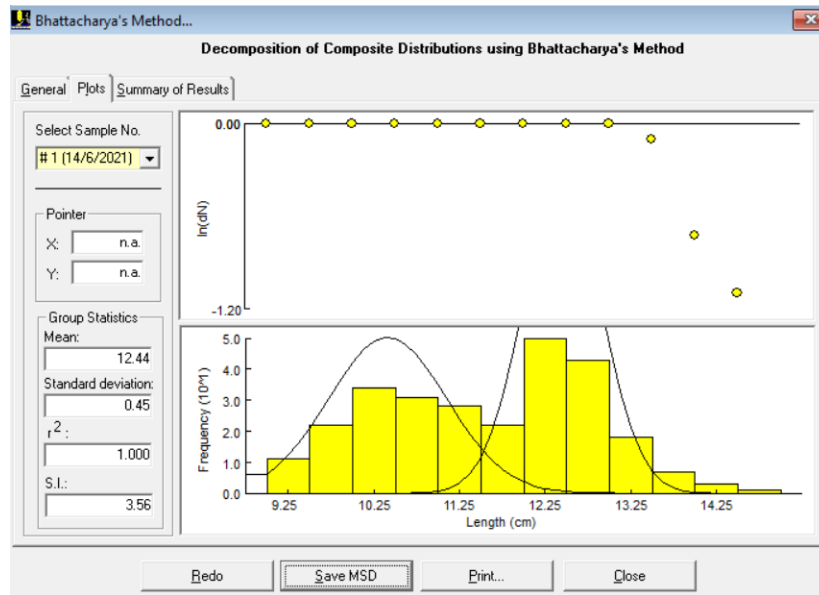 Bhattacharya's Method...
Decomposition of Composite Distributions using Bhattacharya's Method
General Plots Summary of Results
Select Sample No.
# 1 (14/6/2021)
Pointer
X: n.a.
Y: n.a.
Group Statistics
Mean:
12.44
Standard deviation:
0.45
r2 :
1.000
S.I.:
3.56
0.00
ln(dN)
-1.20
5.0
4.0
3.0
2.0
1.0
0.0
Frequency (10^1)
9.25 10.25 11.25 12.25 13.25 14.25
Length (cm)
Redo Save MSD Print... Close